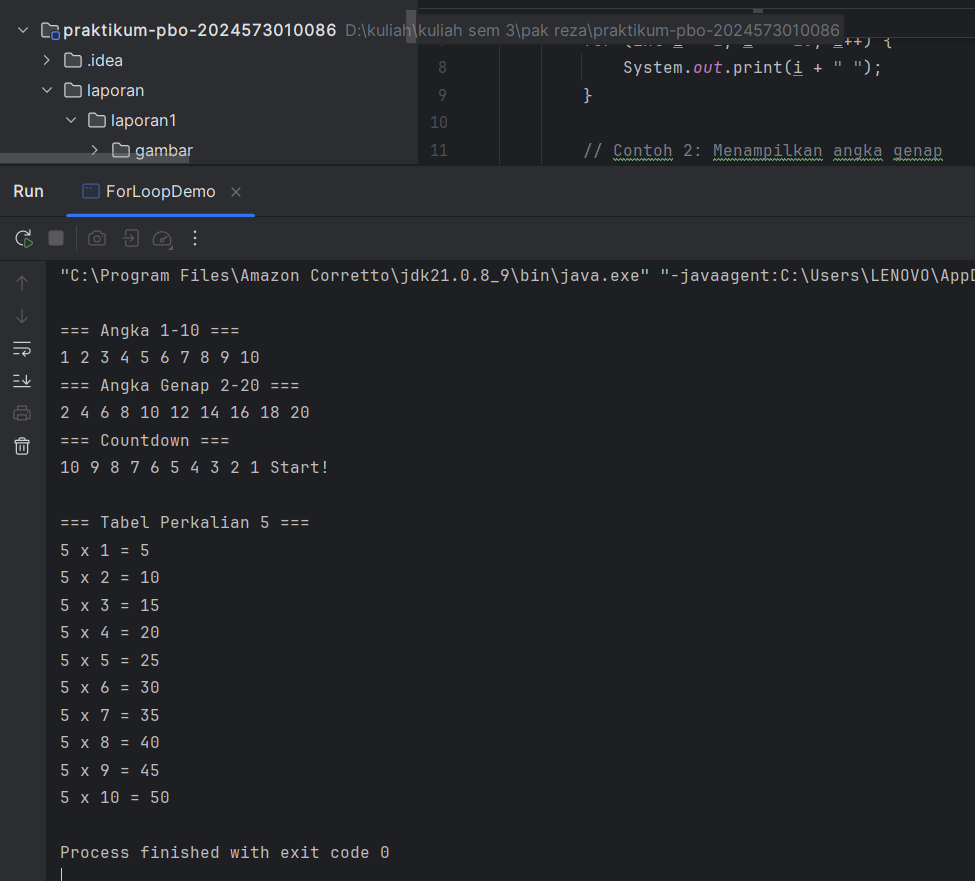 praktikum-pbo-2024573010086 D:\kuliah\kuliah sem 3\pak reza\praktikum-pbo-2024573010086
.idea
laporan
laporan1
gambar
8 System.out.print(i + " ");
9 }
10
11 // Contoh 2: Menampilkan angka genap
Run ForLoopDemo
"C:\Program Files\Amazon Corretto\jdk21.0.8_9\bin\java.exe" "-javaagent:C:\Users\LENOVO\AppD
=== Angka 1-10 ===
1 2 3 4 5 6 7 8 9 10
=== Angka Genap 2-20 ===
2 4 6 8 10 12 14 16 18 20
=== Countdown ===
10 9 8 7 6 5 4 3 2 1 Start!
=== Tabel Perkalian 5 ===
5 x 1 = 5
5 x 2 = 10
5 x 3 = 15
5 x 4 = 20
5 x 5 = 25
5 x 6 = 30
5 x 7 = 35
5 x 8 = 40
5 x 9 = 45
5 x 10 = 50
Process finished with exit code 0